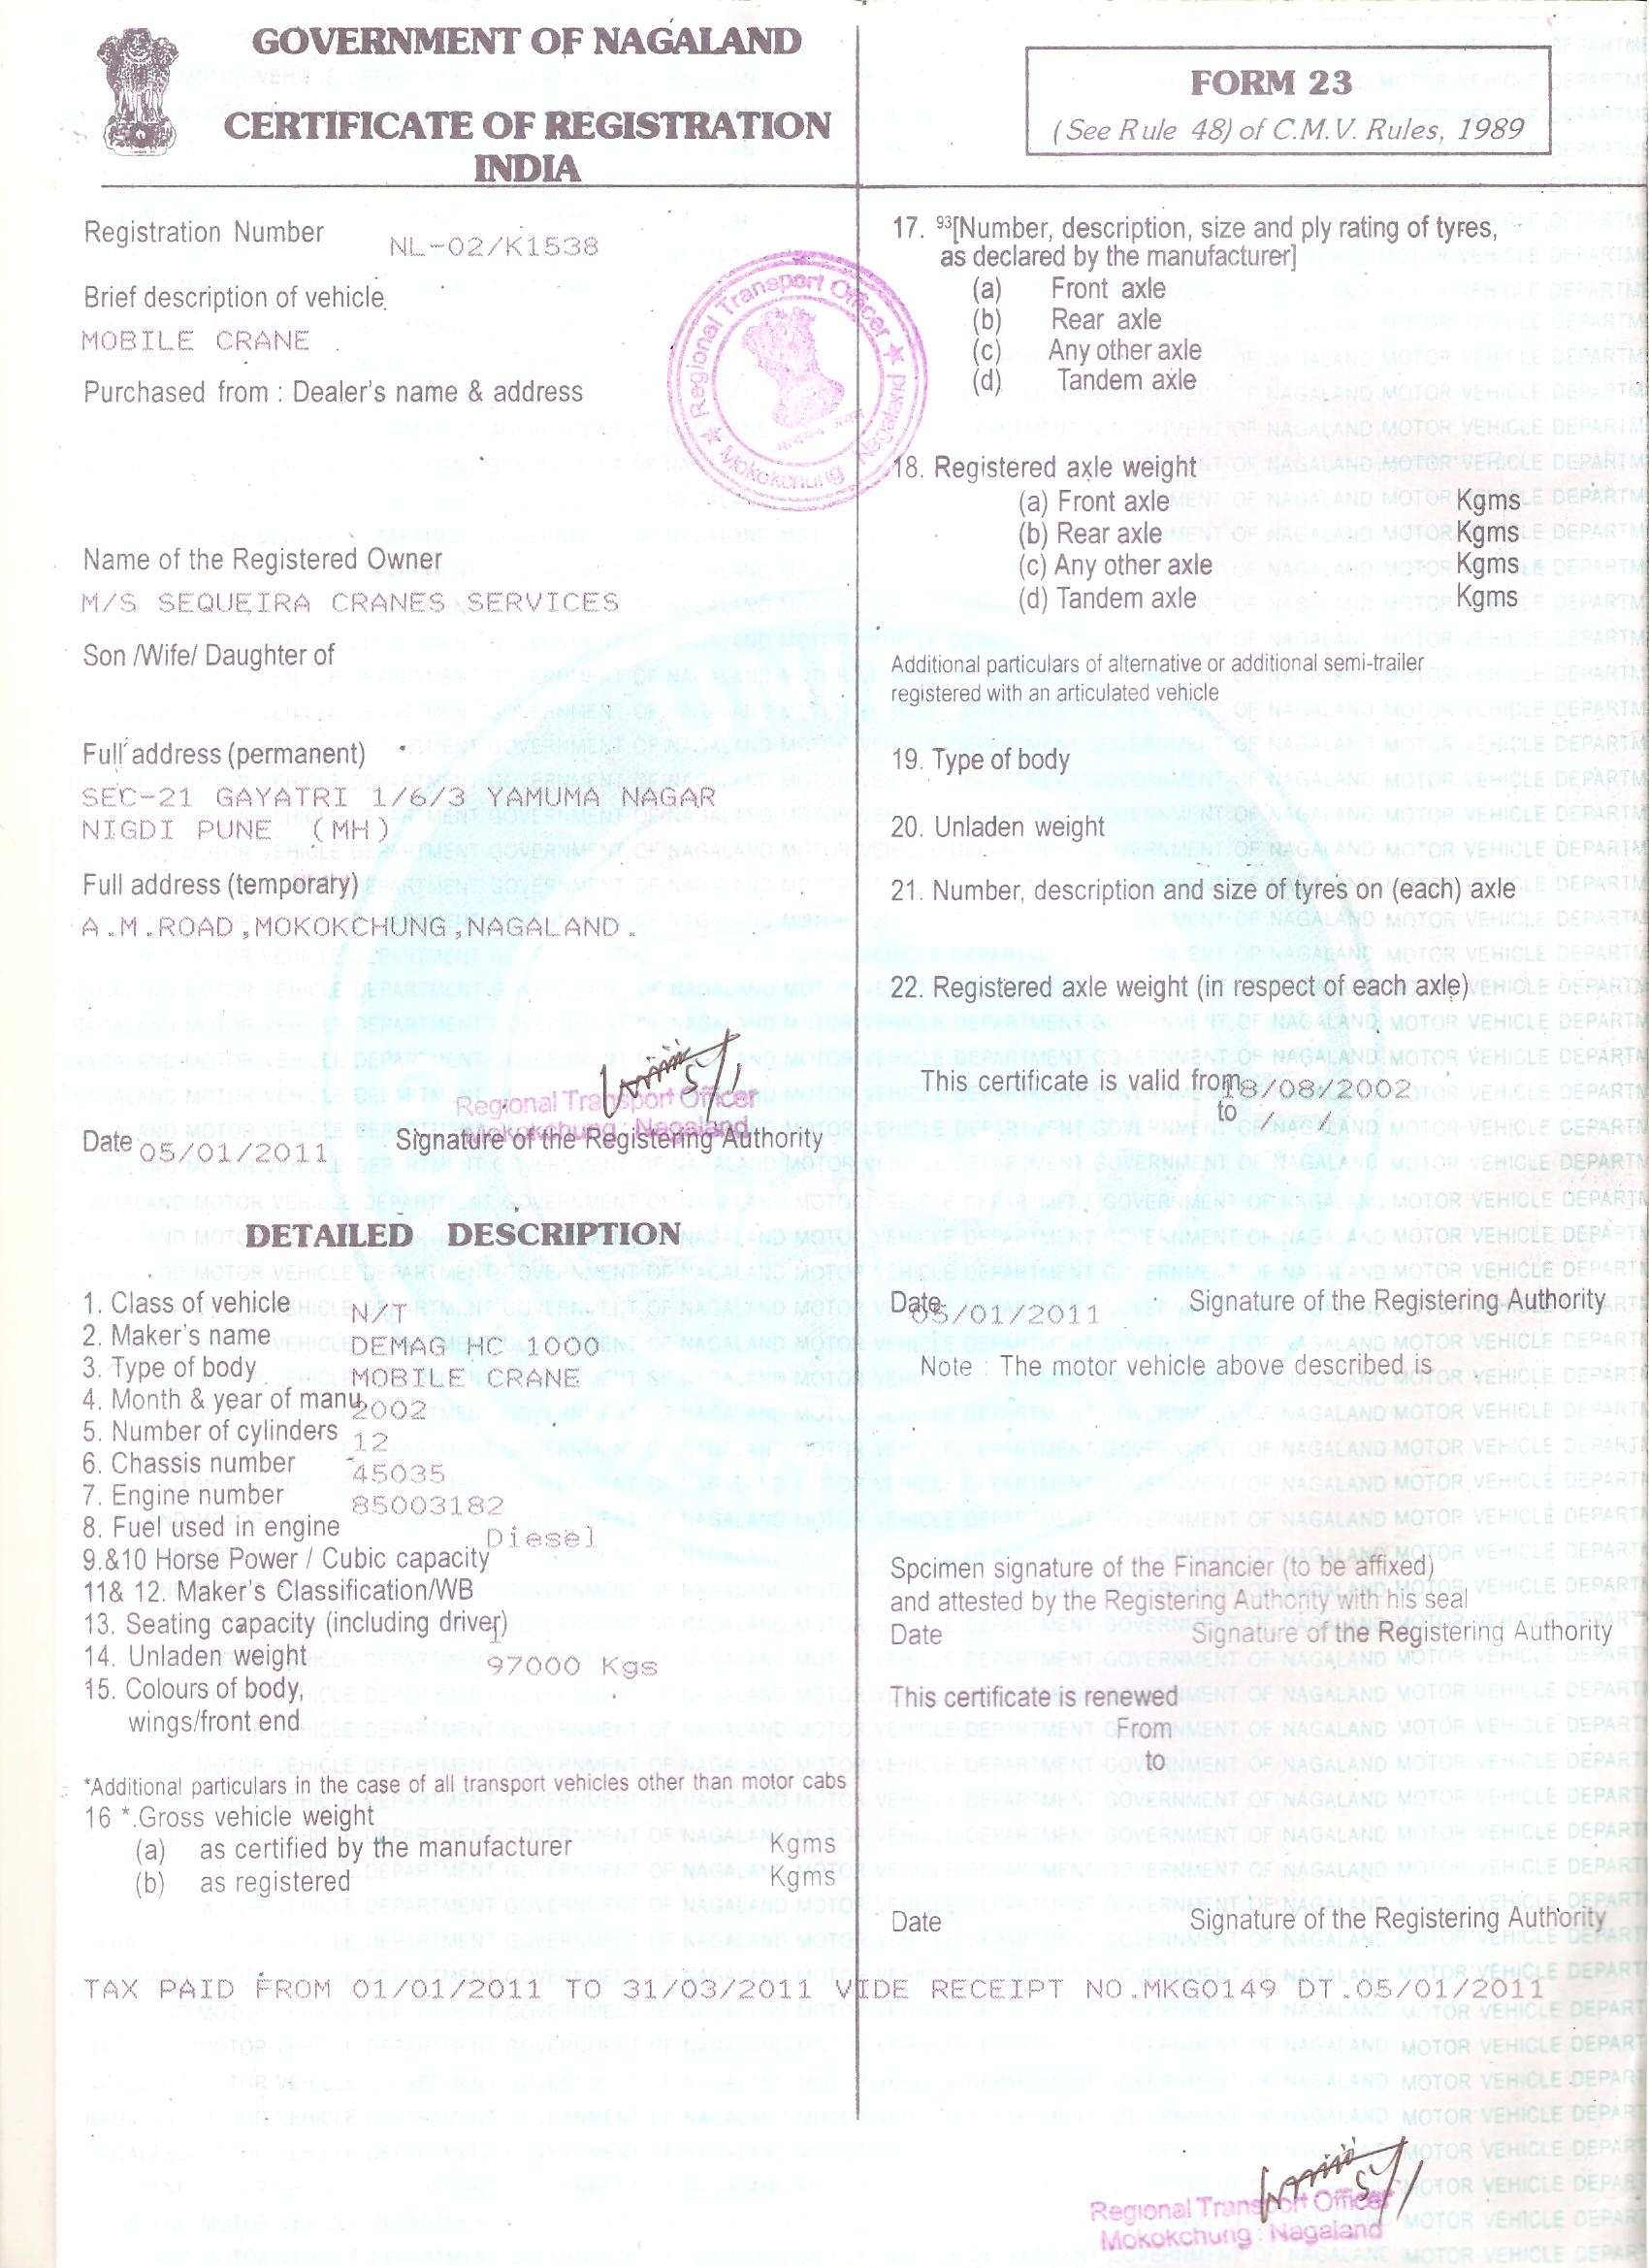 GOVERNMENT OF NAGALAND
CERTIFICATE OF REGISTRATION
INDIA
FORM 23
(See Rule 48) of C.M.V. Rules, 1989
Registration Number NL-02/K1538
Brief description of vehicle
MOBILE CRANE
Purchased from : Dealer's name & address
Regional Transport Officer
Mokokchung Nagaland
Name of the Registered Owner
M/S SEQUEIRA CRANES SERVICES
Son /Wife/ Daughter of
Full address (permanent)
SEC-21 GAYATRI 1/6/3 YAMUMA NAGAR
NIGDI PUNE (MH)
Full address (temporary)
A.M.ROAD,MOKOKCHUNG,NAGALAND.
Regional Transport Officer
Mokokchung Nagaland
Date 05/01/2011 Signature of the Registering Authority
DETAILED DESCRIPTION
1. Class of vehicle N/T
2. Maker's name DEMAG HC 1000
3. Type of body MOBILE CRANE
4. Month & year of manu 2002
5. Number of cylinders 12
6. Chassis number 45035
7. Engine number 85003182
8. Fuel used in engine Diesel
9.&10 Horse Power / Cubic capacity
11& 12. Maker's Classification/WB
13. Seating capacity (including driver) 1
14. Unladen weight 97000 Kgs
15. Colours of body,
wings/front end
*Additional particulars in the case of all transport vehicles other than motor cabs
16 *.Gross vehicle weight
(a) as certified by the manufacturer Kgms
(b) as registered Kgms
17. 93[Number, description, size and ply rating of tyres,
as declared by the manufacturer]
(a) Front axle
(b) Rear axle
(c) Any other axle
(d) Tandem axle
18. Registered axle weight
(a) Front axle Kgms
(b) Rear axle Kgms
(c) Any other axle Kgms
(d) Tandem axle Kgms
Additional particulars of alternative or additional semi-trailer
registered with an articulated vehicle
19. Type of body
20. Unladen weight
21. Number, description and size of tyres on (each) axle
22. Registered axle weight (in respect of each axle)
This certificate is valid from 18/08/2002
to / /
Date 05/01/2011 Signature of the Registering Authority
Note : The motor vehicle above described is
Spcimen signature of the Financier (to be affixed)
and attested by the Registering Authority with his seal
Date Signature of the Registering Authority
This certificate is renewed
From
to
Date Signature of the Registering Authority
TAX PAID FROM 01/01/2011 TO 31/03/2011 VIDE RECEIPT NO.MKG0149 DT.05/01/2011
Regional Transport Officer
Mokokchung : Nagaland